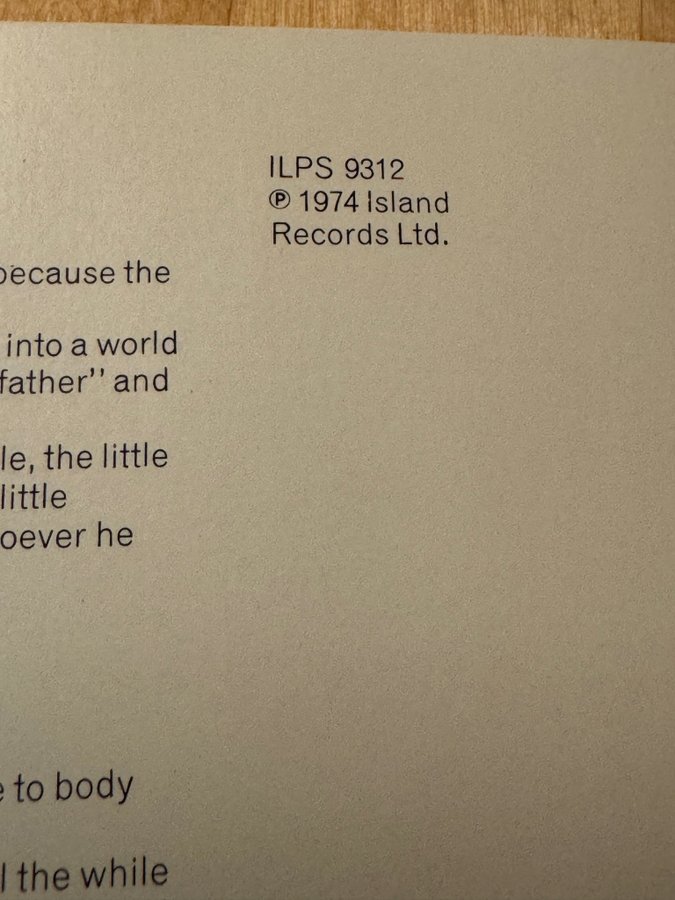 ILPS 9312
℗ 1974 Island
Records Ltd.
because the
into a world
father" and
le, the little
little
oever he
e to body
l the while